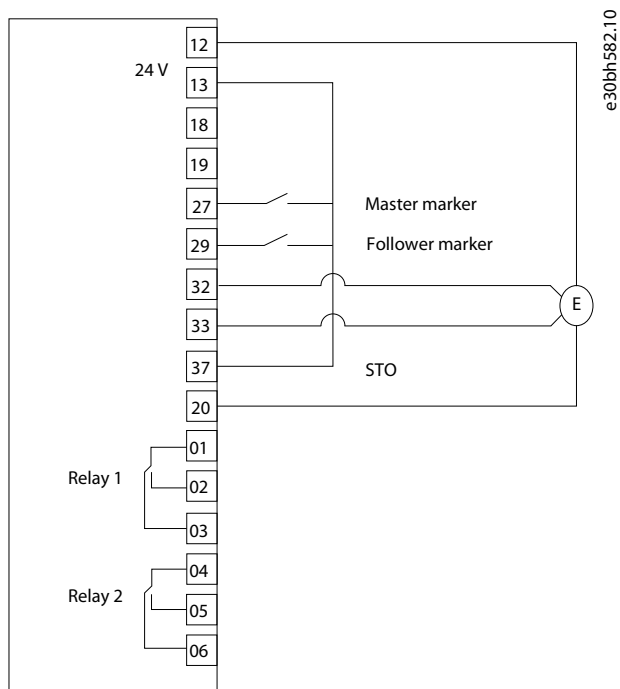 12
24 V
13
18
19
27
Master marker
29
Follower marker
32
E
33
37
STO
20
01
Relay 1
02
03
04
Relay 2
05
06
e30bh582.10